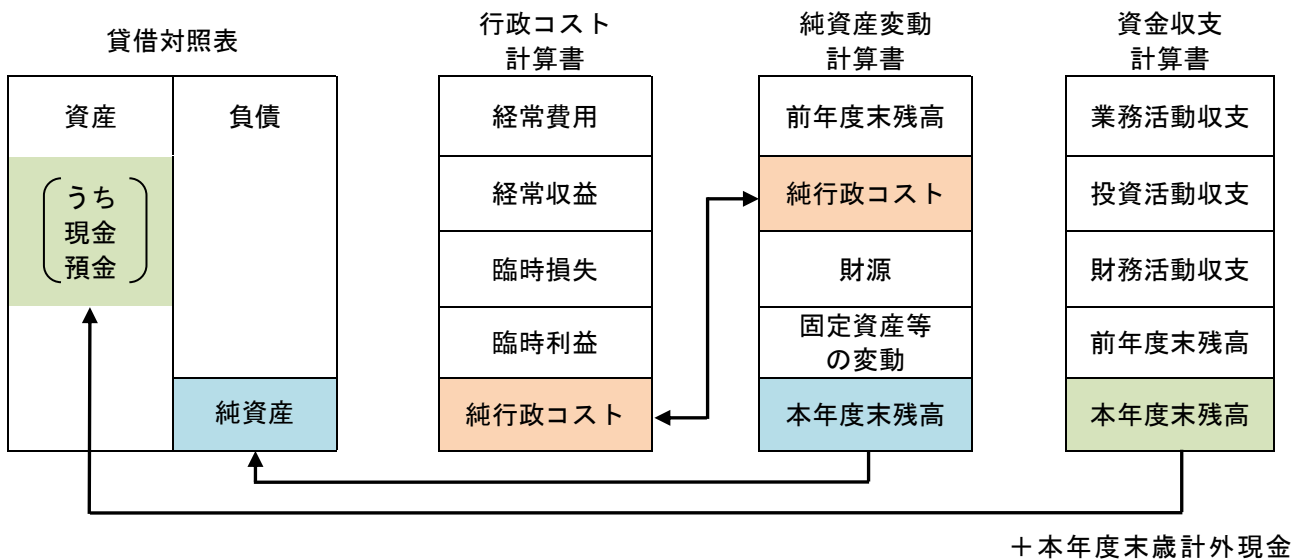 貸借対照表
資産
負債
うち
現金
預金
純資産
行政コスト
計算書
経常費用
経常収益
臨時損失
臨時利益
純行政コスト
純資産変動
計算書
前年度末残高
純行政コスト
財源
固定資産等
の変動
本年度末残高
資金収支
計算書
業務活動収支
投資活動収支
財務活動収支
前年度末残高
本年度末残高
＋本年度末歳計外現金